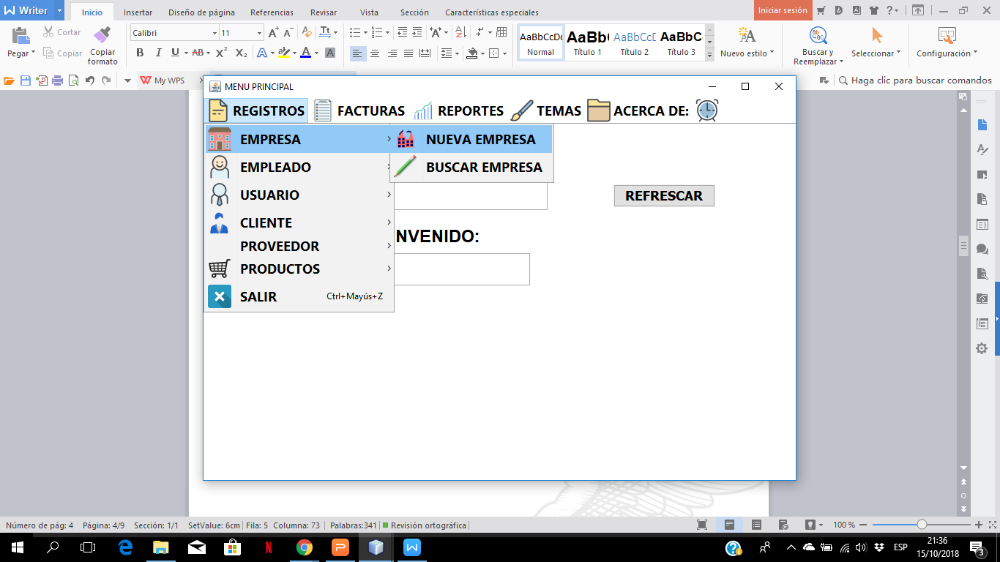 Writer
Inicio
Insertar
Diseño de página
Referencias
Revisar
Vista
Sección
Características especiales
Iniciar sesión
Pegar
Cortar
Copiar
Copiar formato
Calibri
11
AaBbCcDc
Normal
AaBb(
Título 1
AaBbCcD
Título 2
AaBbC
Título 3
Nuevo estilo
Buscar y Reemplazar
Seleccionar
Configuración
My WPS
Haga clic para buscar comandos
MENU PRINCIPAL
REGISTROS FACTURAS REPORTES TEMAS ACERCA DE:
EMPRESA
NUEVA EMPRESA
EMPLEADO
BUSCAR EMPRESA
USUARIO
REFRESCAR
CLIENTE
NVENIDO:
PROVEEDOR
PRODUCTOS
SALIR Ctrl+Mayús+Z
Número de pág: 4 Página: 4/9 Sección: 1/1 SetValue: 6cm Fila: 5 Columna: 73 Palabras:341 Revisión ortográfica 100 %
ESP
21:36
15/10/2018
3